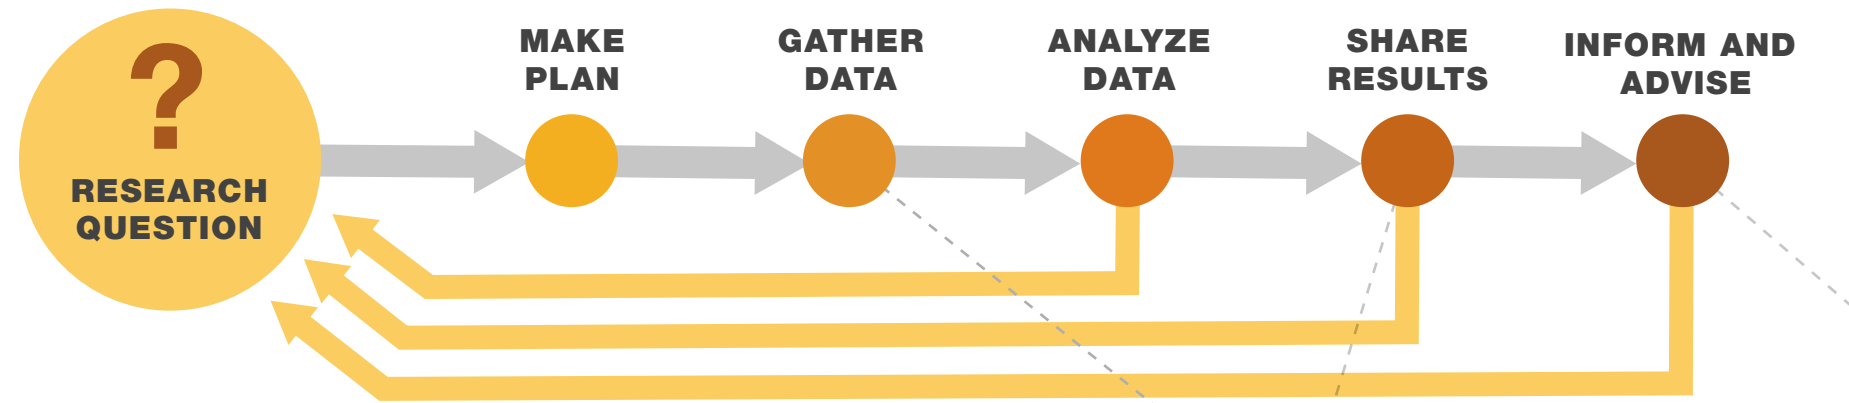 ?
RESEARCH
QUESTION
MAKE
PLAN
GATHER
DATA
ANALYZE
DATA
SHARE
RESULTS
INFORM AND
ADVISE